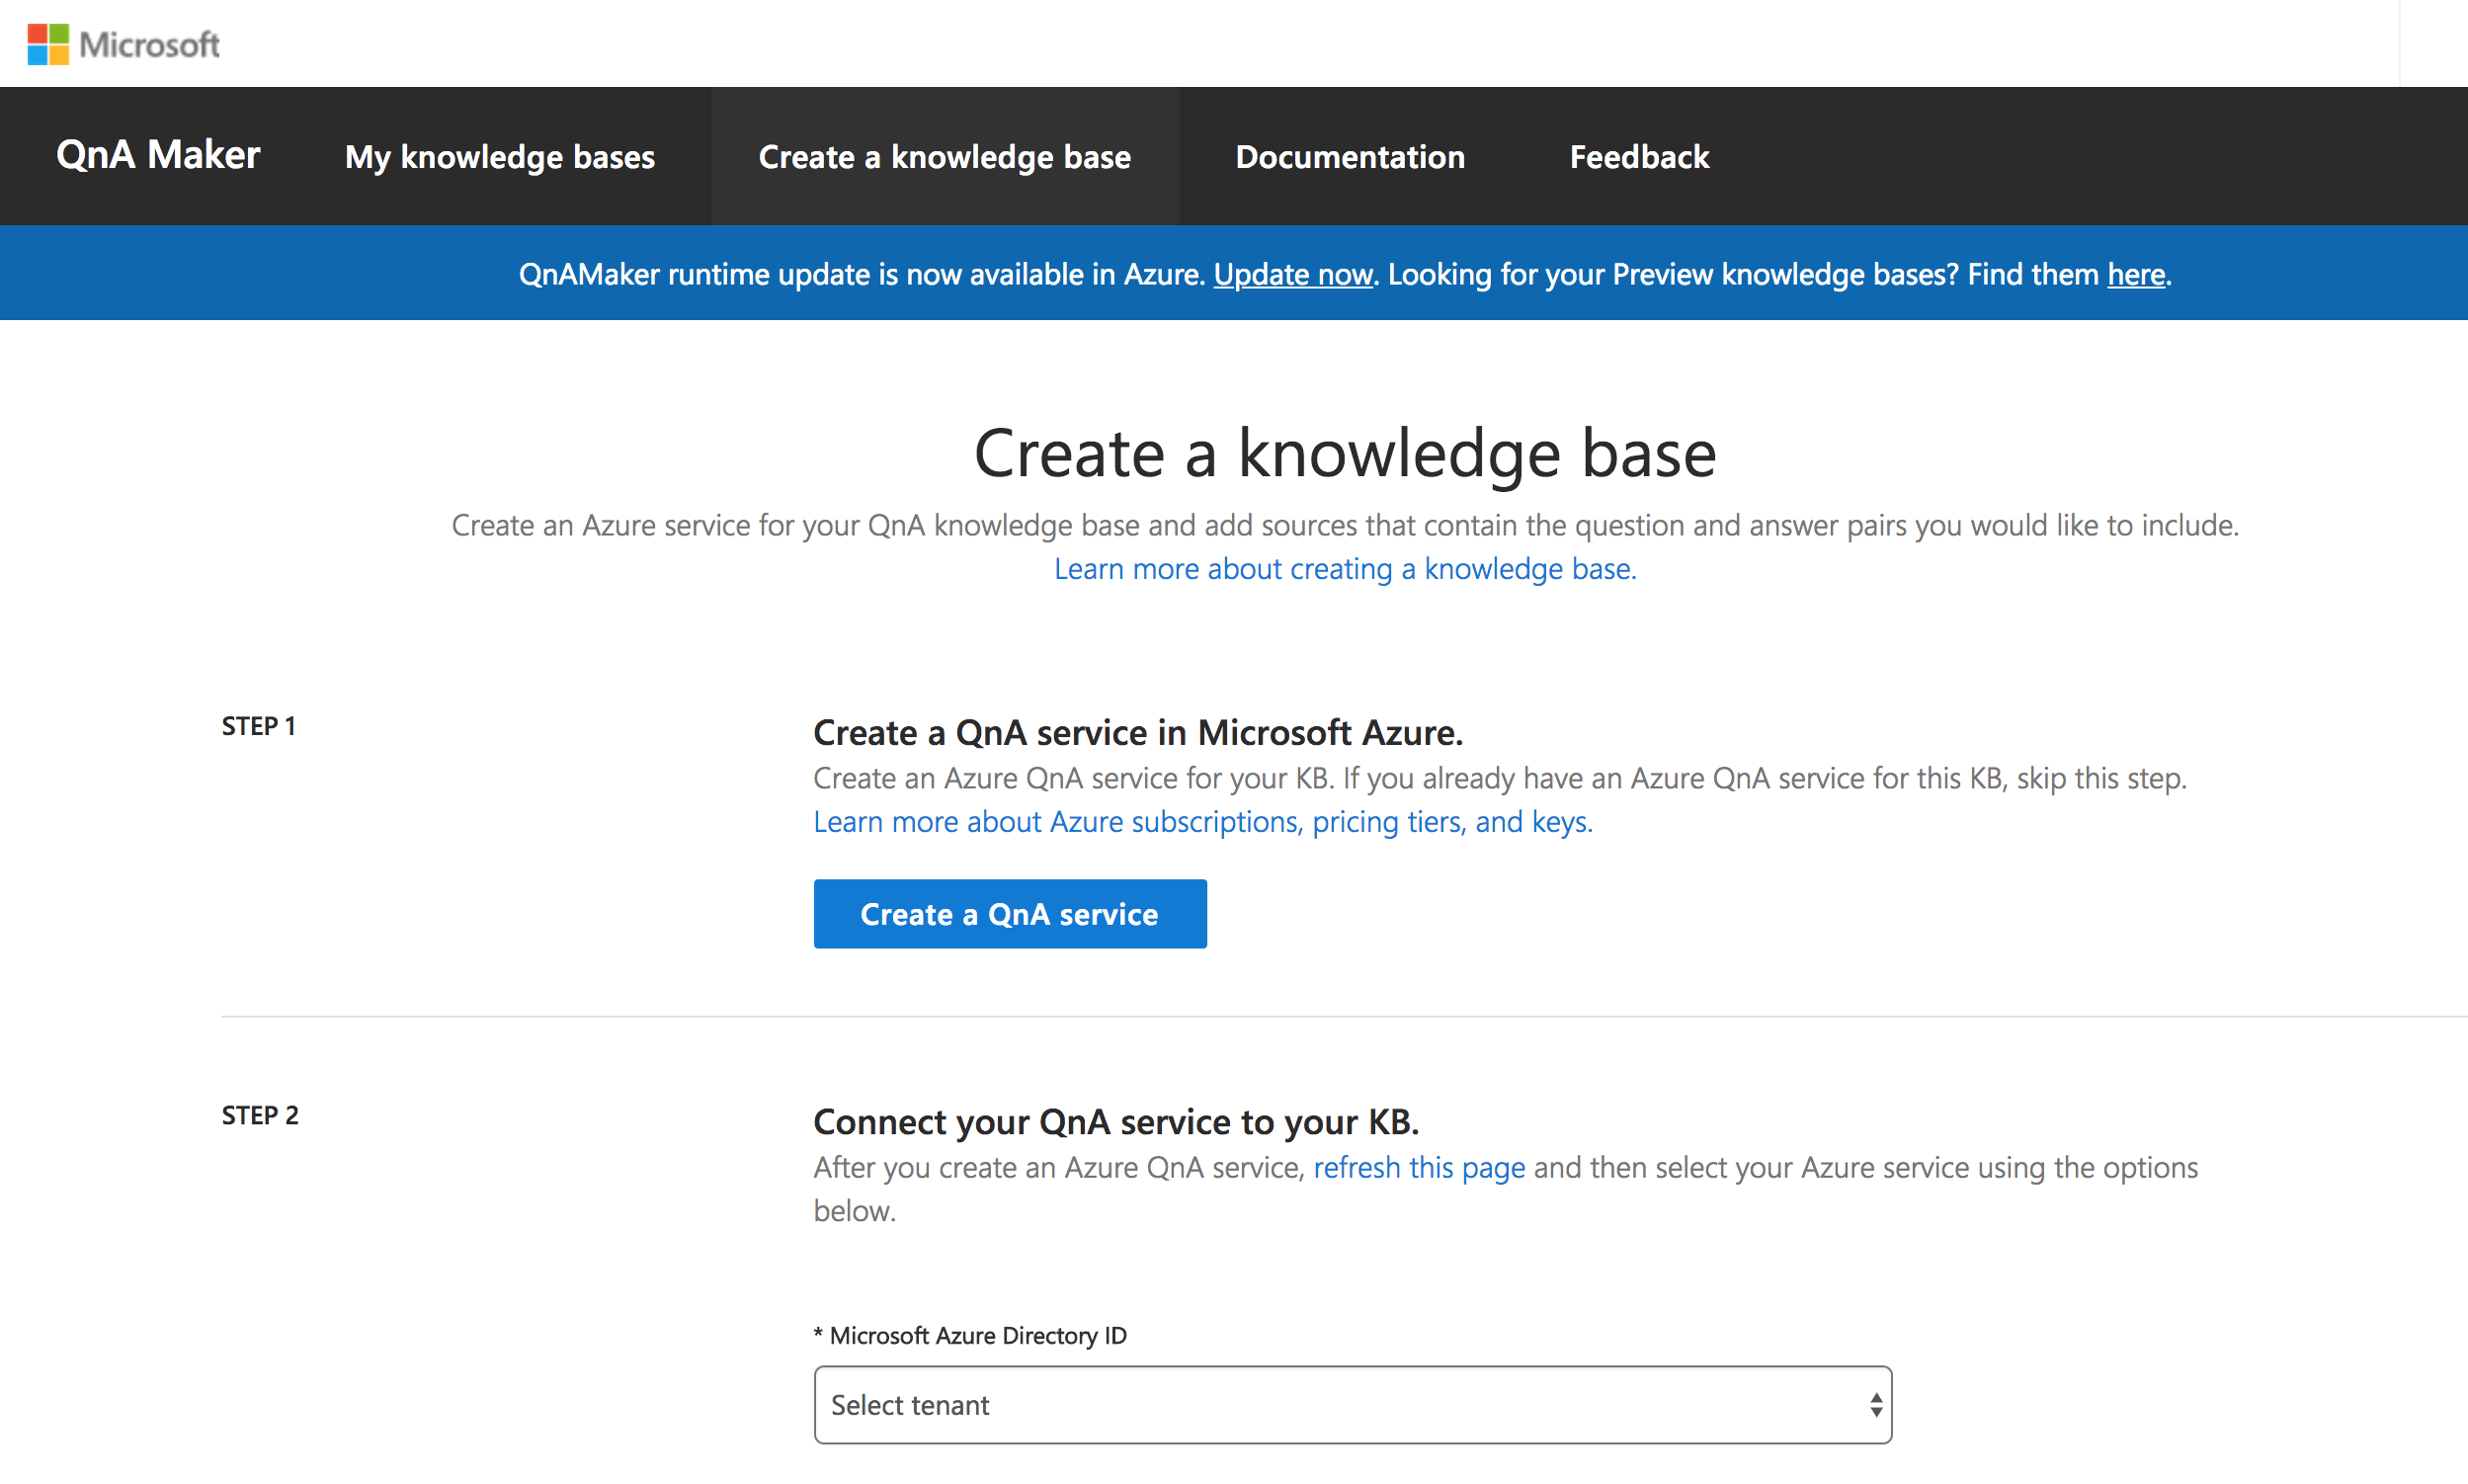 Microsoft
QnA Maker My knowledge bases Create a knowledge base Documentation Feedback
QnAMaker runtime update is now available in Azure. Update now. Looking for your Preview knowledge bases? Find them here.
Create a knowledge base
Create an Azure service for your QnA knowledge base and add sources that contain the question and answer pairs you would like to include.
Learn more about creating a knowledge base.
STEP 1
Create a QnA service in Microsoft Azure.
Create an Azure QnA service for your KB. If you already have an Azure QnA service for this KB, skip this step.
Learn more about Azure subscriptions, pricing tiers, and keys.
Create a QnA service
STEP 2
Connect your QnA service to your KB.
After you create an Azure QnA service, refresh this page and then select your Azure service using the options
below.
* Microsoft Azure Directory ID
Select tenant